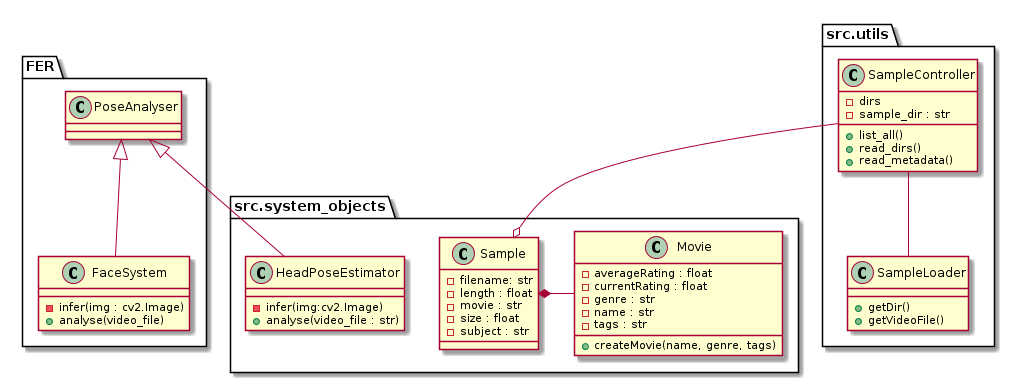 FER
C PoseAnalyser
C FaceSystem
infer(img : cv2.Image)
analyse(video_file)
src.system_objects
C HeadPoseEstimator
infer(img:cv2.Image)
analyse(video_file : str)
C Sample
filename: str
length : float
movie : str
size : float
subject : str
C Movie
averageRating : float
currentRating : float
genre : str
name : str
tags : str
createMovie(name, genre, tags)
src.utils
C SampleController
dirs
sample_dir : str
list_all()
read_dirs()
read_metadata()
C SampleLoader
getDir()
getVideoFile()